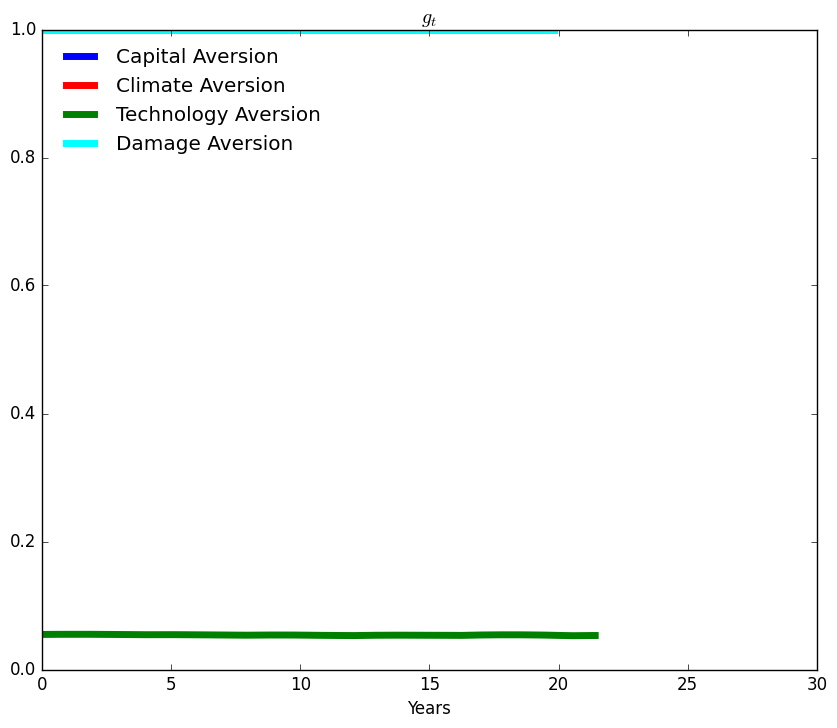 g_t
1.0
Capital Aversion
Climate Aversion
Technology Aversion
Damage Aversion
0.8
0.6
0.4
0.2
0.0
0 5 10 15 20 25 30
Years